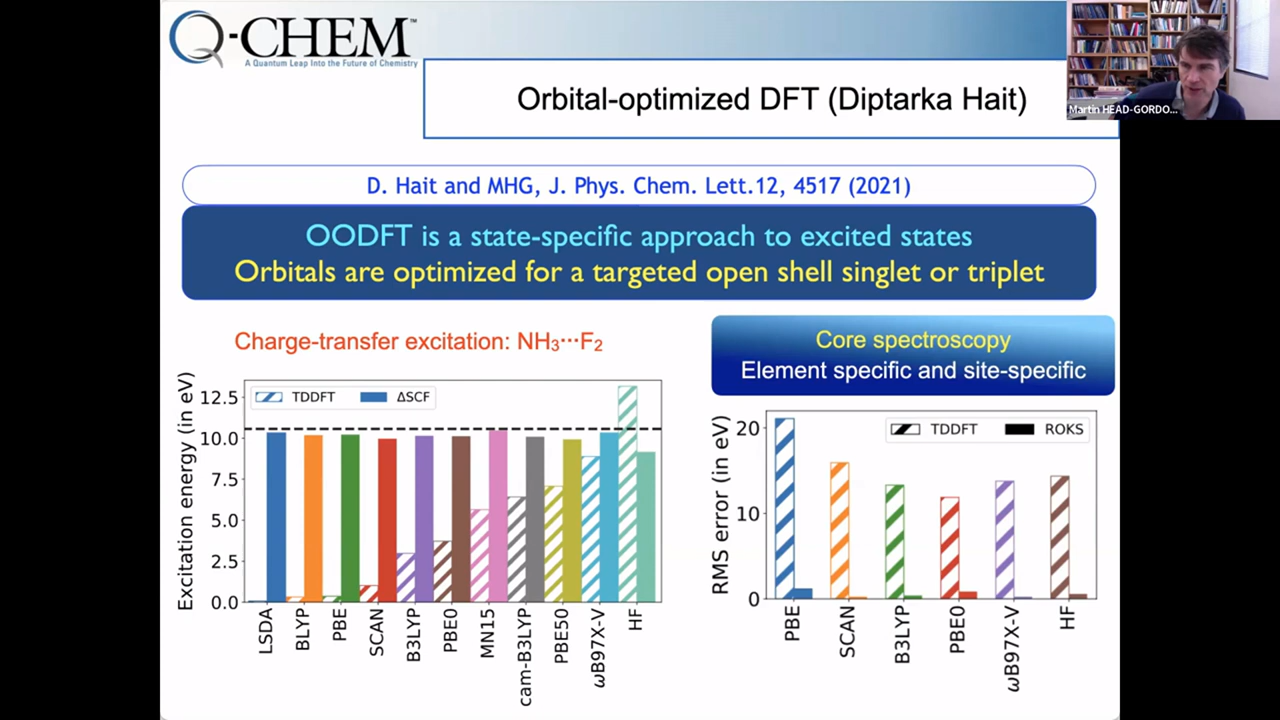 Q-CHEM™
A Quantum Leap Into the Future of Chemistry
Orbital-optimized DFT (Diptarka Hait)
Martin HEAD-GORDO...
D. Hait and MHG, J. Phys. Chem. Lett.12, 4517 (2021)
OODFT is a state-specific approach to excited states
Orbitals are optimized for a targeted open shell singlet or triplet
Charge-transfer excitation: NH₃···F₂
Excitation energy (in eV)
12.5
10.0
7.5
5.0
2.5
0.0
TDDFT ΔSCF
LSDA BLYP PBE SCAN B3LYP PBE0 MN15 cam-B3LYP PBE50 ωB97X-V HF
Core spectroscopy
Element specific and site-specific
RMS error (in eV)
20
10
0
TDDFT ROKS
PBE SCAN B3LYP PBE0 ωB97X-V HF